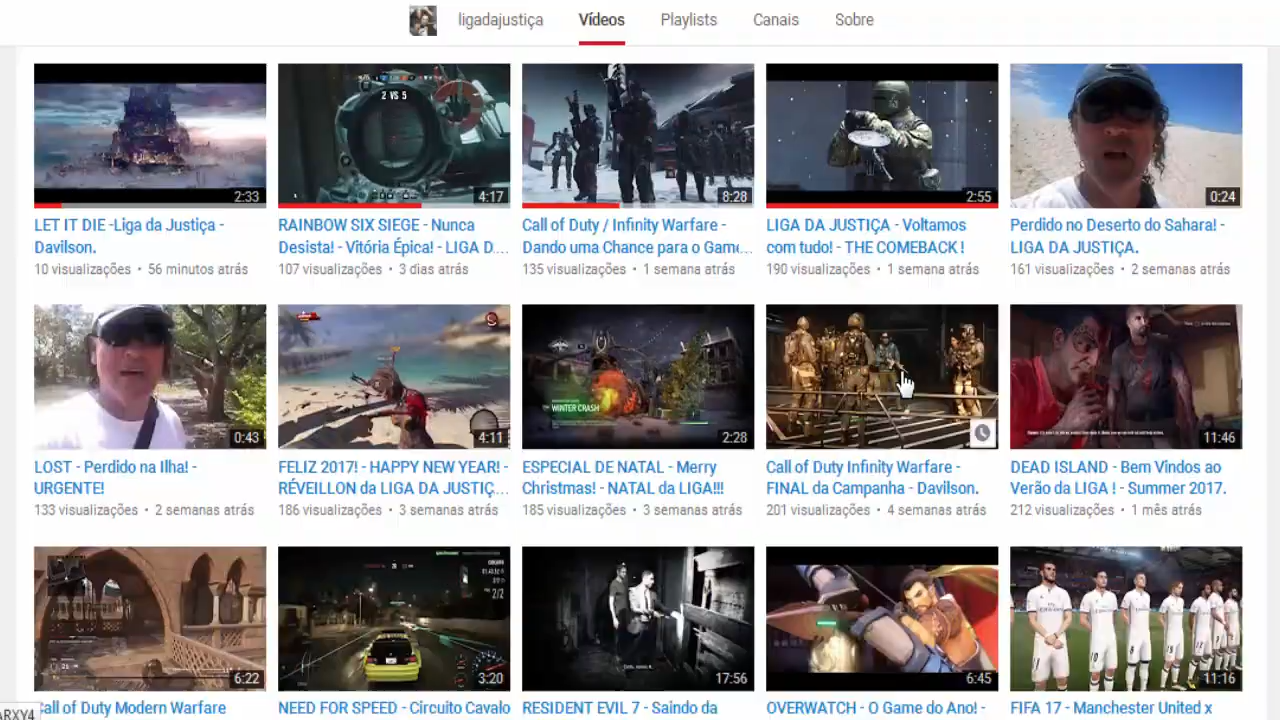 ligadajustiça Vídeos Playlists Canais Sobre
2 VS 5
2:33 4:17 8:28 2:55 0:24
LET IT DIE -Liga da Justiça - Davilson.
10 visualizações • 56 minutos atrás
RAINBOW SIX SIEGE - Nunca
Desista! - Vitória Épica! - LIGA D...
107 visualizações • 3 dias atrás
Call of Duty / Infinity Warfare -
Dando uma Chance para o Game...
135 visualizações • 1 semana atrás
LIGA DA JUSTIÇA - Voltamos
com tudo! - THE COMEBACK !
190 visualizações • 1 semana atrás
Perdido no Deserto do Sahara! -
LIGA DA JUSTIÇA.
161 visualizações • 2 semanas atrás
WINTER CRASH
0:43 4:11 2:28 11:46
LOST - Perdido na Ilha! -
URGENTE!
133 visualizações • 2 semanas atrás
FELIZ 2017! - HAPPY NEW YEAR! -
RÉVEILLON da LIGA DA JUSTIÇ...
186 visualizações • 3 semanas atrás
ESPECIAL DE NATAL - Merry
Christmas! - NATAL da LIGA!!!
185 visualizações • 3 semanas atrás
Call of Duty Infinity Warfare -
FINAL da Campanha - Davilson.
201 visualizações • 4 semanas atrás
DEAD ISLAND - Bem Vindos ao
Verão da LIGA ! - Summer 2017.
212 visualizações • 1 mês atrás
2/2
6:22 3:20 17:56 6:45 11:16
ARXY4
Call of Duty Modern Warfare
NEED FOR SPEED - Circuito Cavalo
RESIDENT EVIL 7 - Saindo da
OVERWATCH - O Game do Ano! -
FIFA 17 - Manchester United x